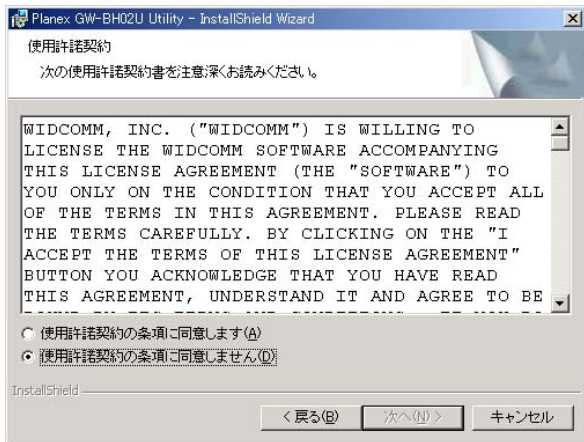 Planex GW-BH02U Utility - InstallShield Wizard
使用許諾契約
次の使用許諾契約書を注意深くお読みください。
WIDCOMM, INC. ("WIDCOMM") IS WILLING TO
LICENSE THE WIDCOMM SOFTWARE ACCOMPANYING
THIS LICENSE AGREEMENT (THE "SOFTWARE") TO
YOU ONLY ON THE CONDITION THAT YOU ACCEPT ALL
OF THE TERMS IN THIS AGREEMENT. PLEASE READ
THE TERMS CAREFULLY. BY CLICKING ON THE "I
ACCEPT THE TERMS OF THIS LICENSE AGREEMENT"
BUTTON YOU ACKNOWLEDGE THAT YOU HAVE READ
THIS AGREEMENT, UNDERSTAND IT AND AGREE TO BE
使用許諾契約の条項に同意します(A)
使用許諾契約の条項に同意しません(D)
InstallShield
< 戻る(B)
次へ(N) >
キャンセル